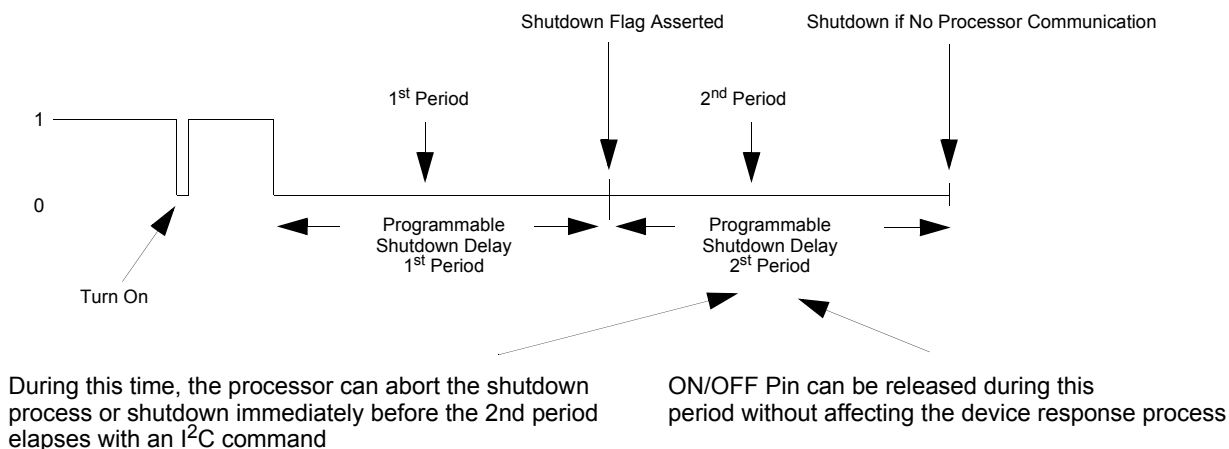 Shutdown Flag Asserted
Shutdown if No Processor Communication
1st Period
2nd Period
1
0
Programmable
Shutdown Delay
1st Period
Programmable
Shutdown Delay
2st Period
Turn On
During this time, the processor can abort the shutdown
process or shutdown immediately before the 2nd period
elapses with an I2C command
ON/OFF Pin can be released during this
period without affecting the device response process